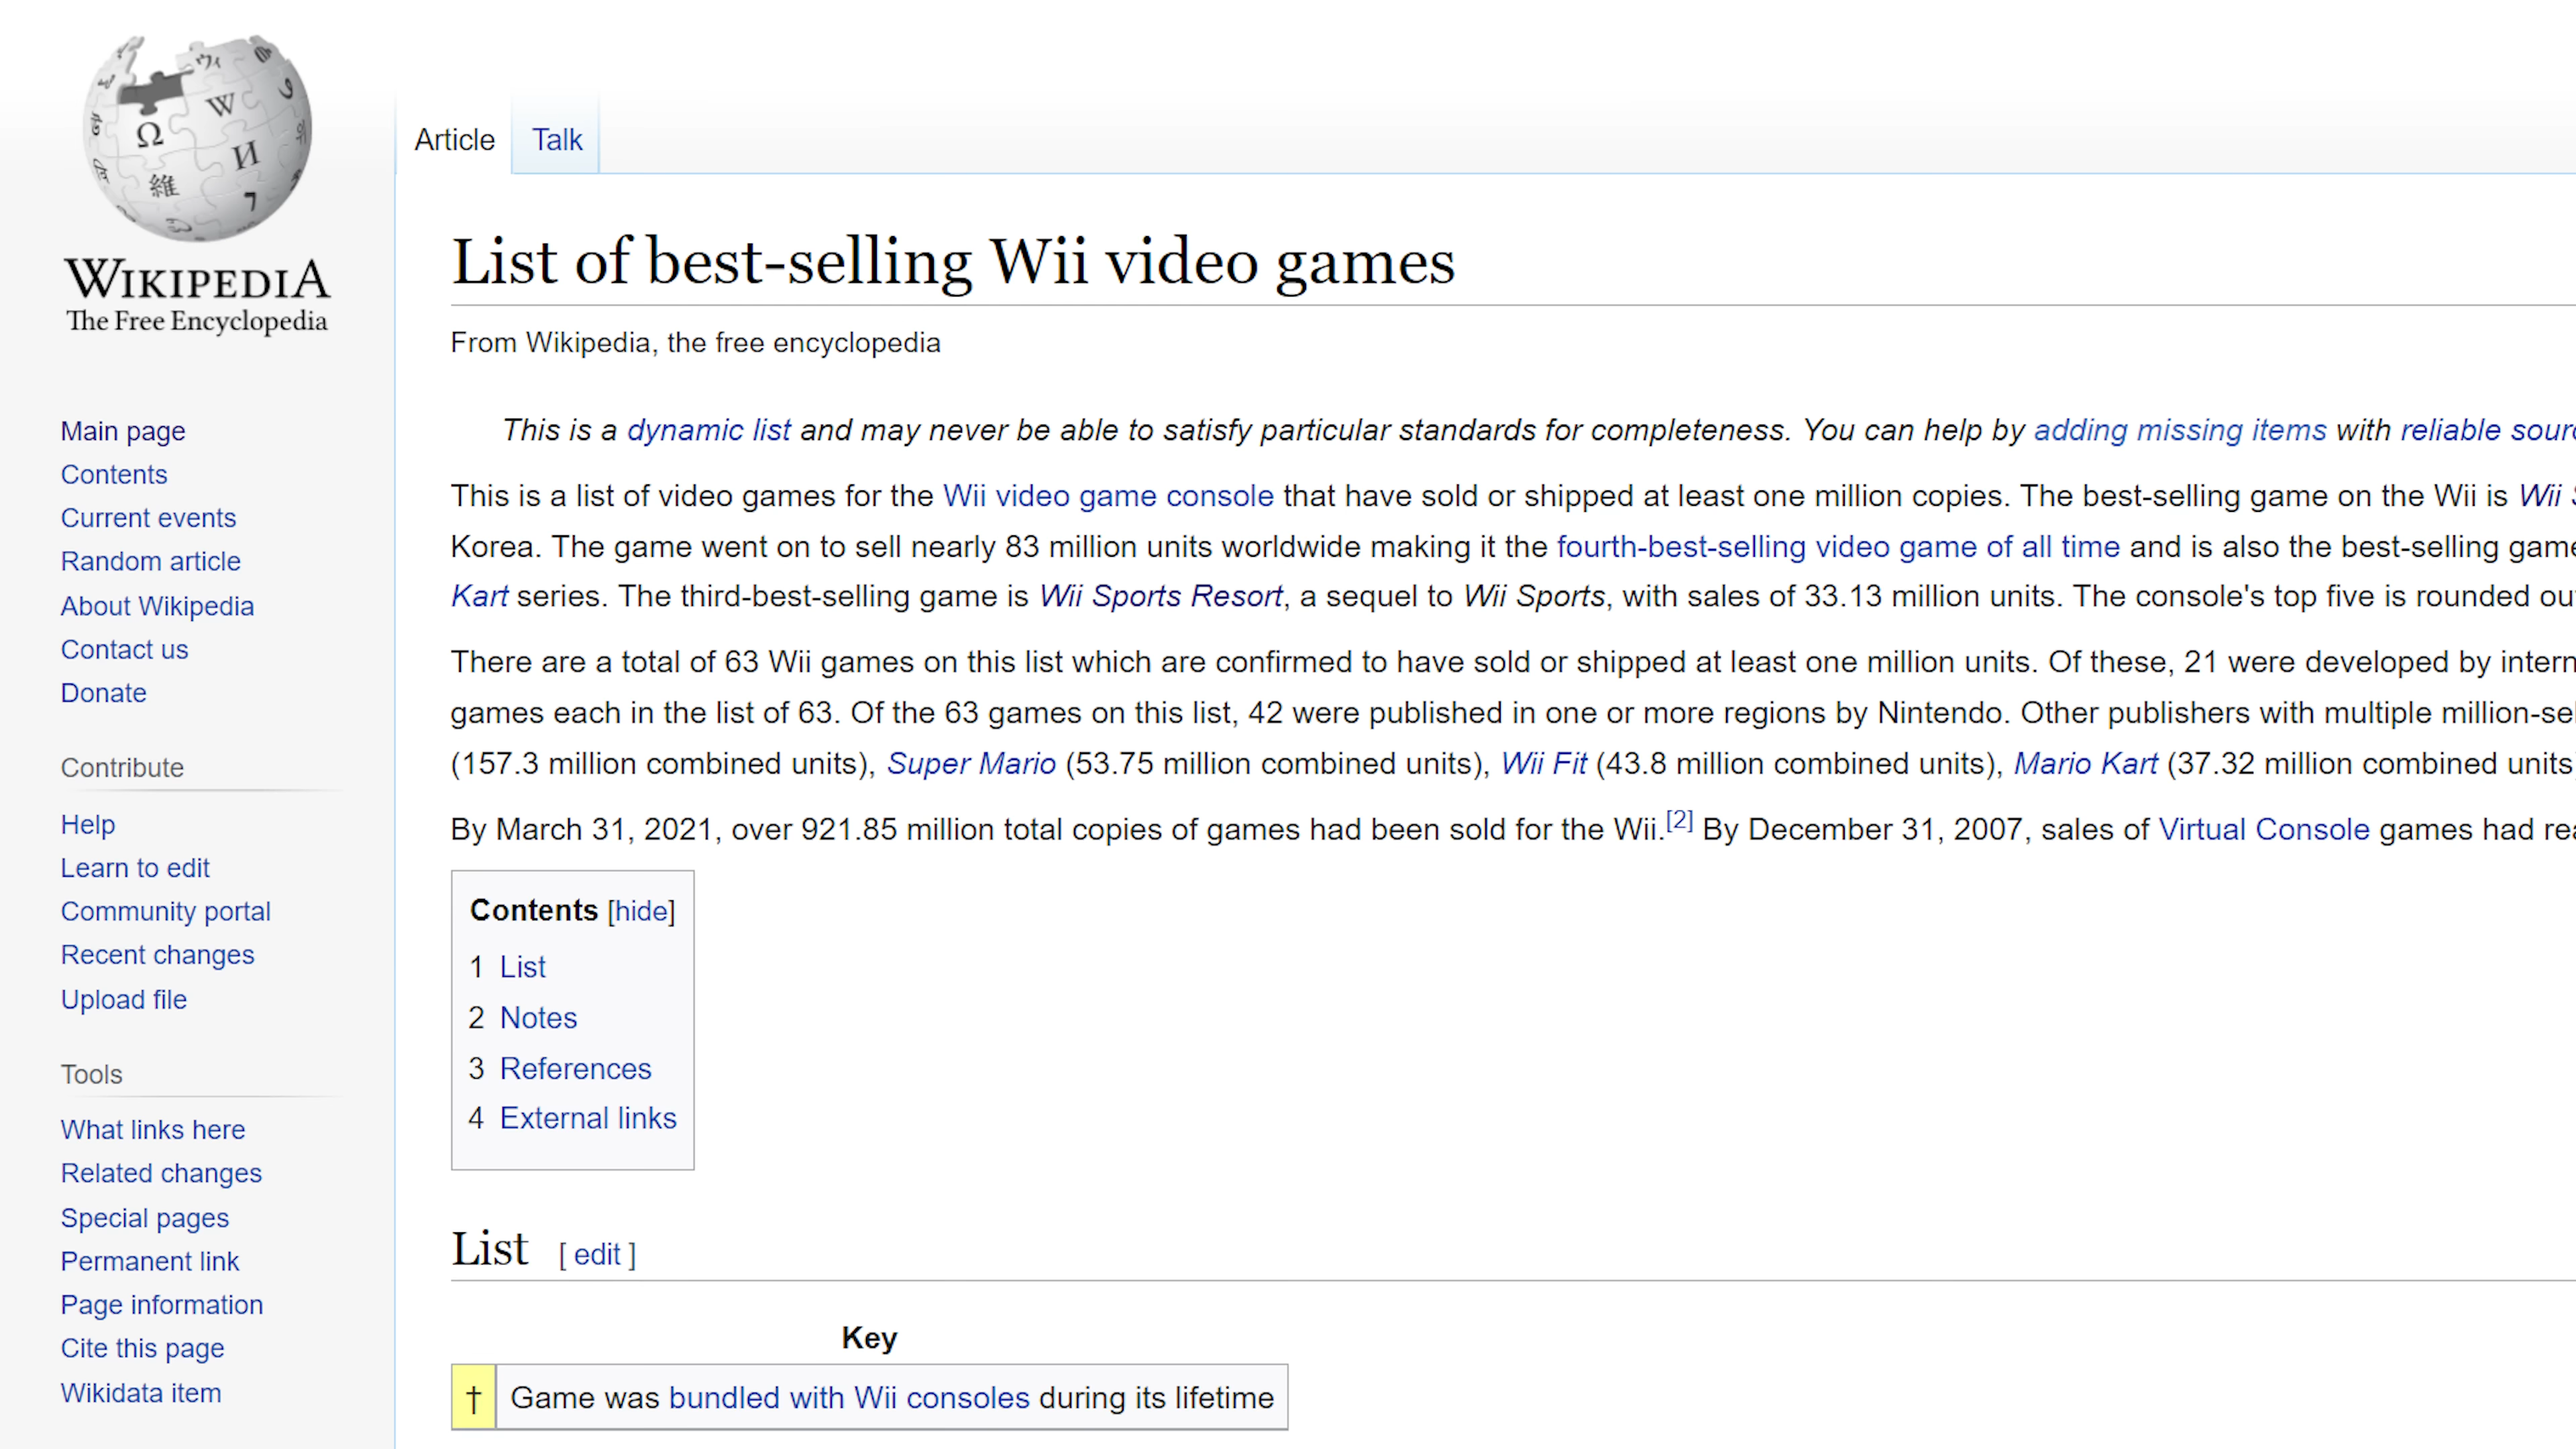 WIKIPEDIA
The Free Encyclopedia
Main page
Contents
Current events
Random article
About Wikipedia
Contact us
Donate
Contribute
Help
Learn to edit
Community portal
Recent changes
Upload file
Tools
What links here
Related changes
Special pages
Permanent link
Page information
Cite this page
Wikidata item
Article Talk
List of best-selling Wii video games
From Wikipedia, the free encyclopedia
This is a dynamic list and may never be able to satisfy particular standards for completeness. You can help by adding missing items with reliable
This is a list of video games for the Wii video game console that have sold or shipped at least one million copies. The best-selling game on the Wii is Wii
Korea. The game went on to sell nearly 83 million units worldwide making it the fourth-best-selling video game of all time and is also the best-selling game
Kart series. The third-best-selling game is Wii Sports Resort, a sequel to Wii Sports, with sales of 33.13 million units. The console's top five is rounded
There are a total of 63 Wii games on this list which are confirmed to have sold or shipped at least one million units. Of these, 21 were developed by
games each in the list of 63. Of the 63 games on this list, 42 were published in one or more regions by Nintendo. Other publishers with multiple
(157.3 million combined units), Super Mario (53.75 million combined units), Wii Fit (43.8 million combined units), Mario Kart (37.32 million combined units
By March 31, 2021, over 921.85 million total copies of games had been sold for the Wii.[2] By December 31, 2007, sales of Virtual Console games had
Contents [hide]
1 List
2 Notes
3 References
4 External links
List [ edit ]
Key
† Game was bundled with Wii consoles during its lifetime